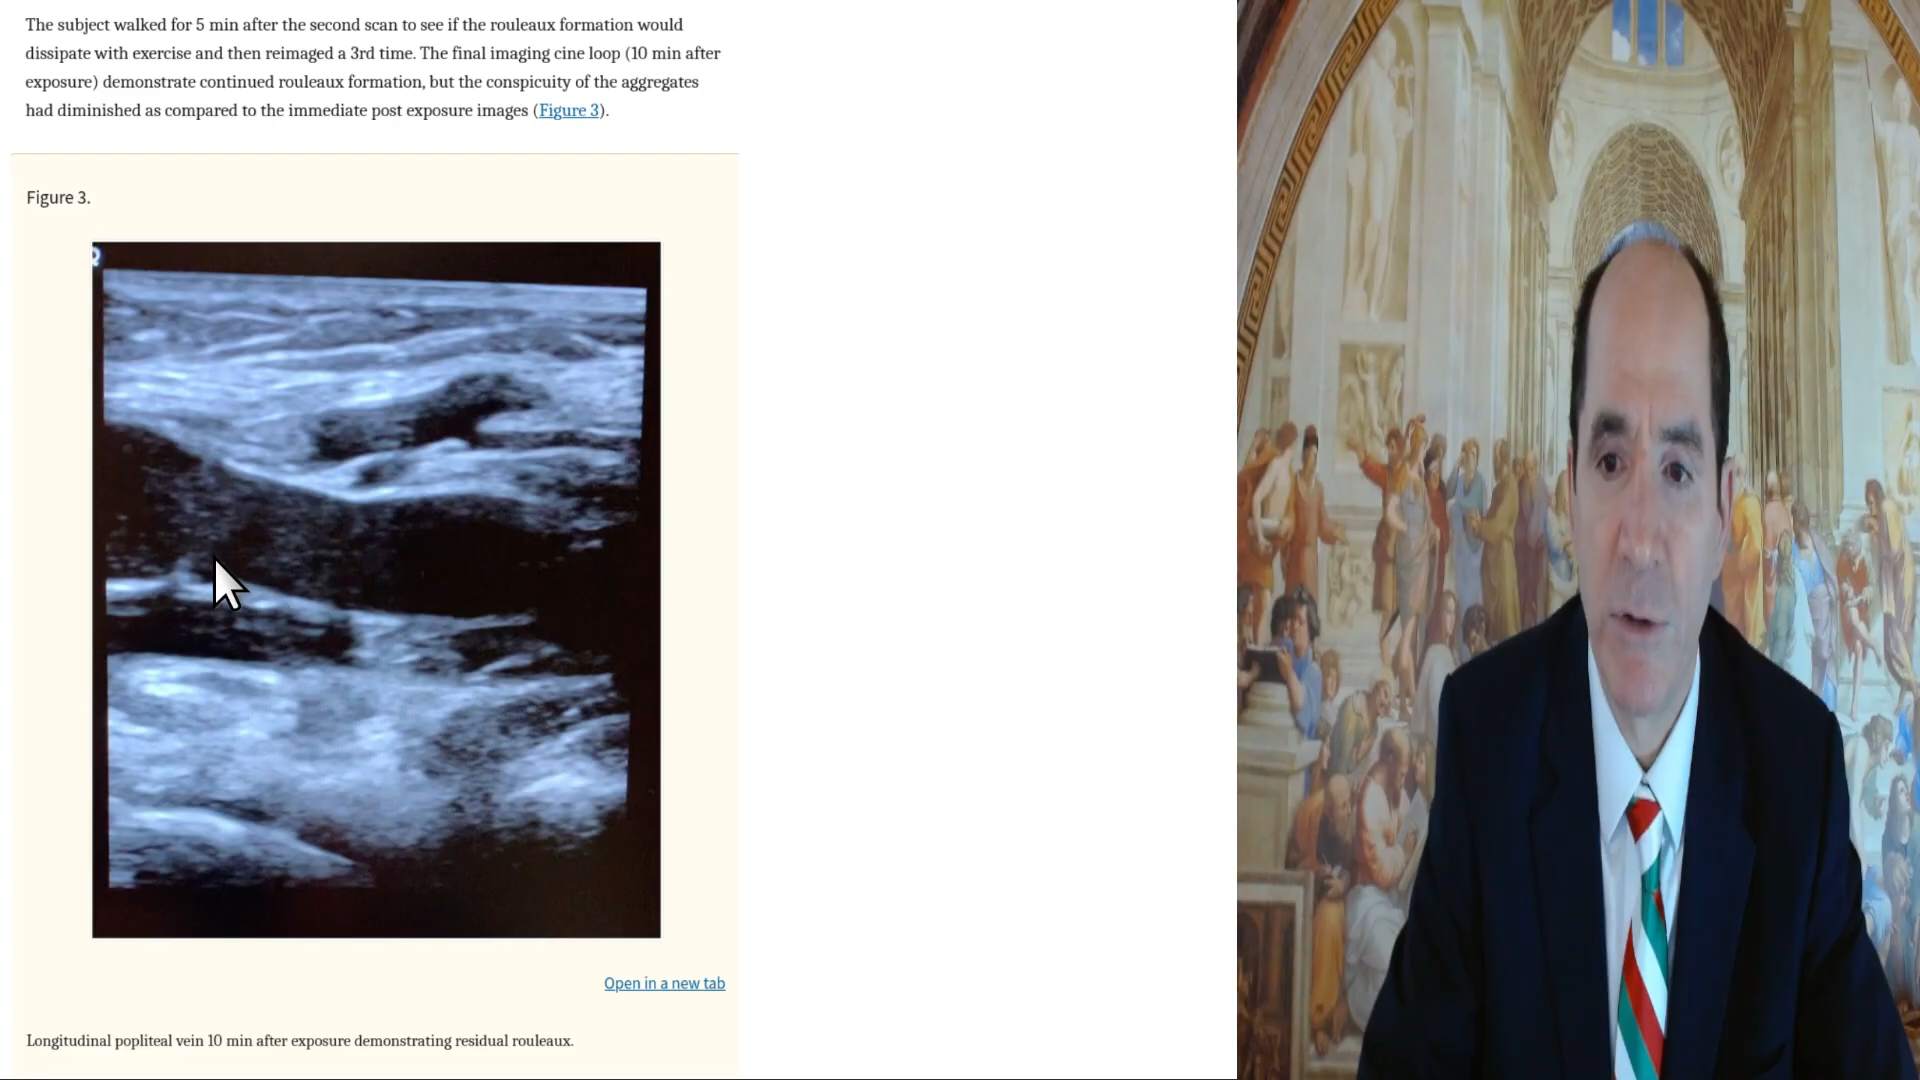 The subject walked for 5 min after the second scan to see if the rouleaux formation would
dissipate with exercise and then reimaged a 3rd time. The final imaging cine loop (10 min after
exposure) demonstrate continued rouleaux formation, but the conspicuity of the aggregates
had diminished as compared to the immediate post exposure images (Figure 3).
Figure 3.
Open in a new tab
Longitudinal popliteal vein 10 min after exposure demonstrating residual rouleaux.